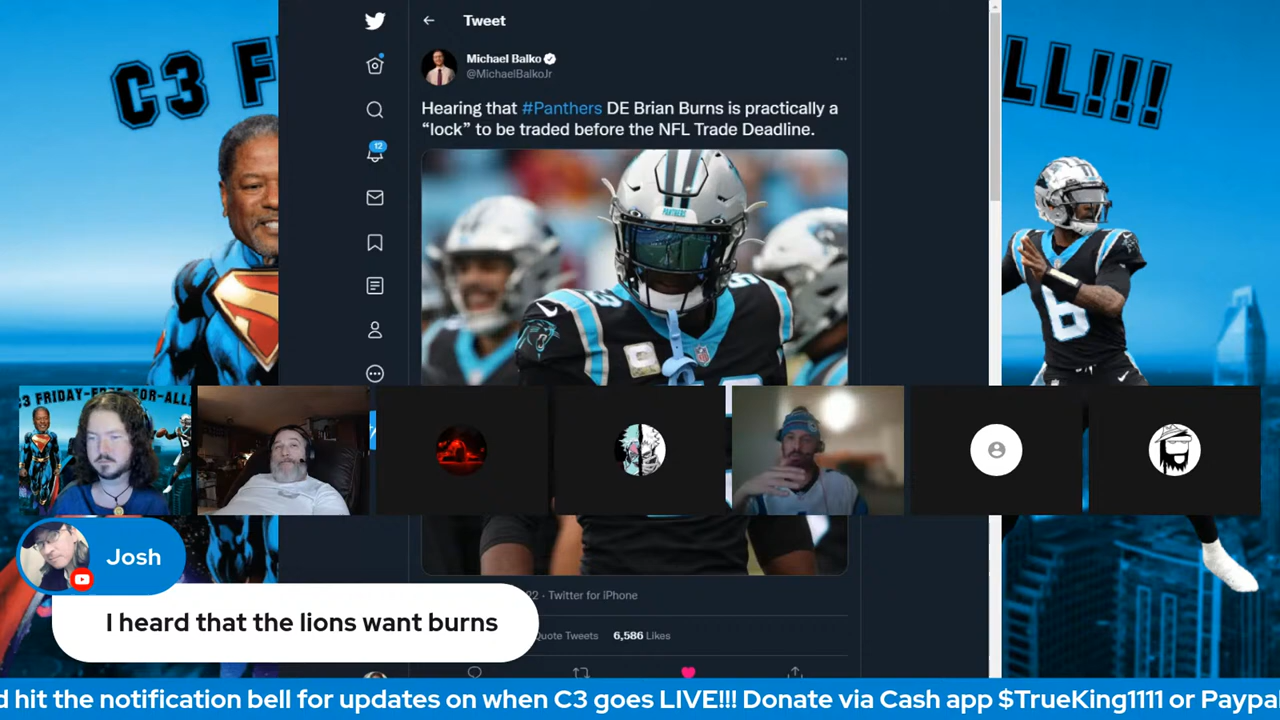 C3 F
LL!!!
Tweet
Michael Balko
@MichaelBalkoJr
Hearing that #Panthers DE Brian Burns is practically a
“lock” to be traded before the NFL Trade Deadline.
12
PANTHERS
6
C3 FRIDAY-FREE-FOR-ALL!
22 · Twitter for iPhone
Quote Tweets 6,586 Likes
Josh
I heard that the lions want burns
d hit the notification bell for updates on when C3 goes LIVE!!! Donate via Cash app $TrueKing1111 or Paypa